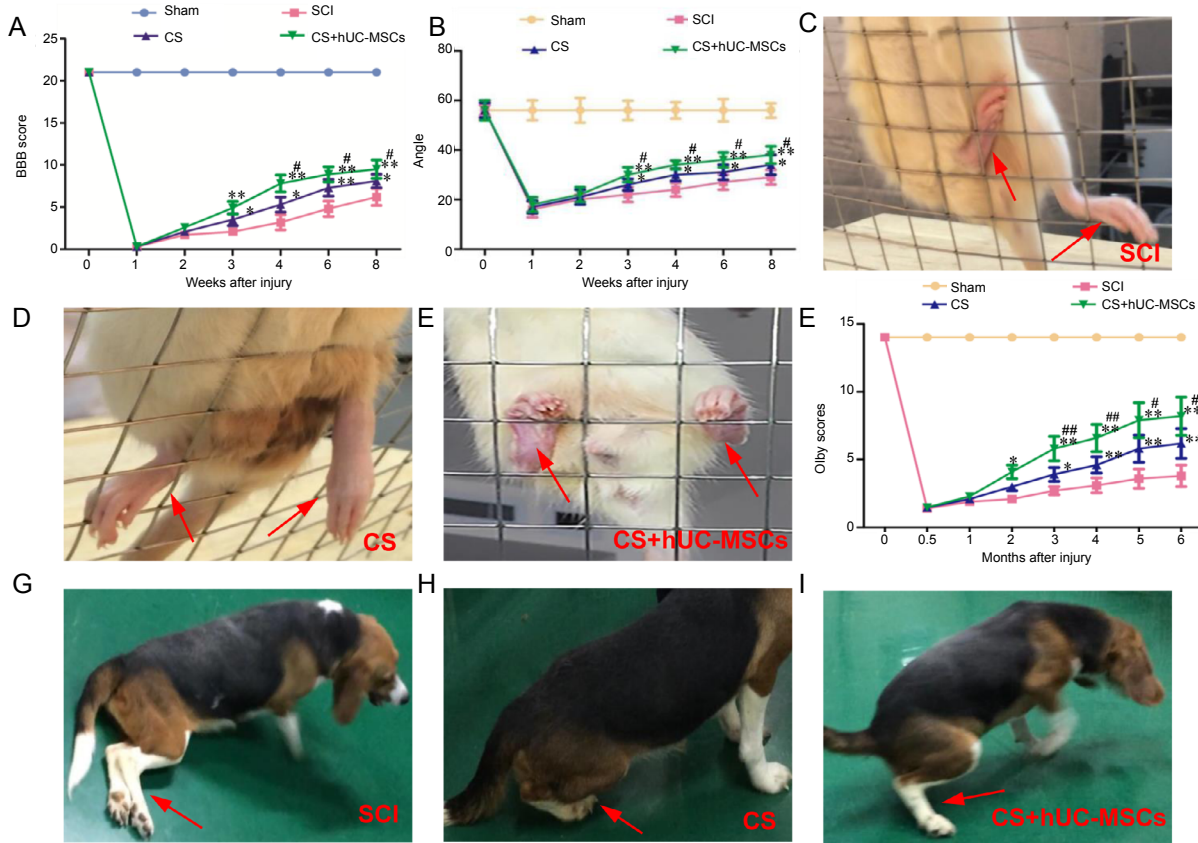 A
Sham
SCI
CS
CS+hUC-MSCs
BBB score
25
20
15
10
5
0
**
*
#
**
*
#
**
**
#
**
*
0 1 2 3 4 6 8
Weeks after injury
B
Sham
SCI
CS
CS+hUC-MSCs
Angle
80
60
40
20
0
#
**
*
#
**
*
#
**
*
#
**
*
0 1 2 3 4 6 8
Weeks after injury
C
SCI
D
CS
E
CS+hUC-MSCs
E
Sham
SCI
CS
CS+hUC-MSCs
Olby scores
15
10
5
0
*
##
**
*
##
**
**
#
**
**
#
**
**
0 0.5 1 2 3 4 5 6
Months after injury
G
SCI
H
CS
I
CS+hUC-MSCs